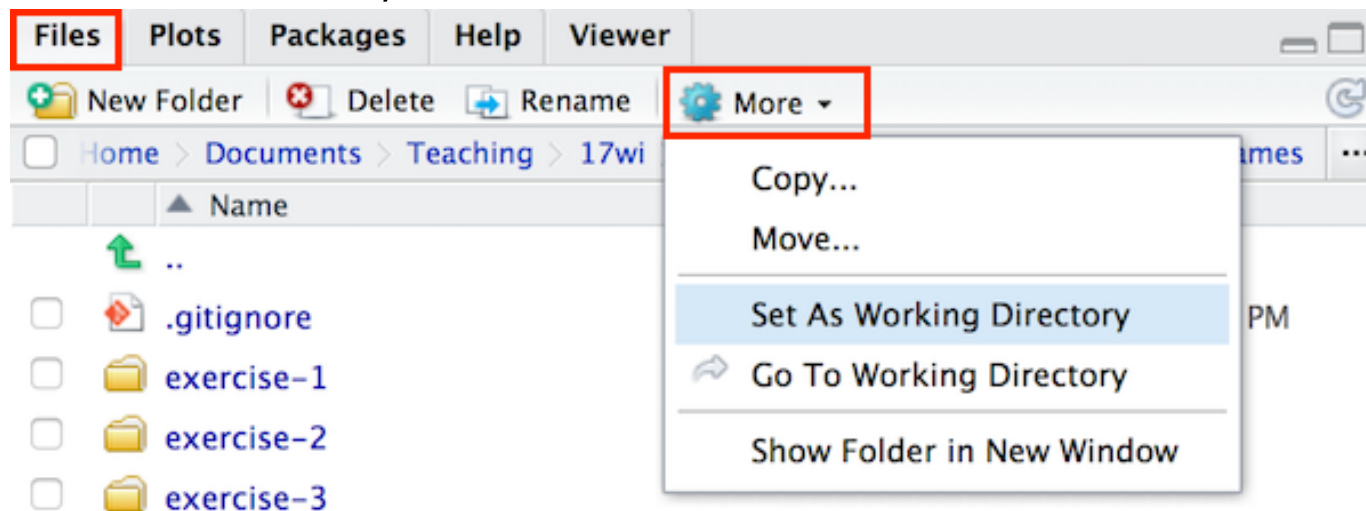 Files Plots Packages Help Viewer
New Folder Delete Rename More
Home > Documents > Teaching > 17wi ames ...
Name
..
.gitignore PM
exercise-1
exercise-2
exercise-3
Copy...
Move...
Set As Working Directory
Go To Working Directory
Show Folder in New Window